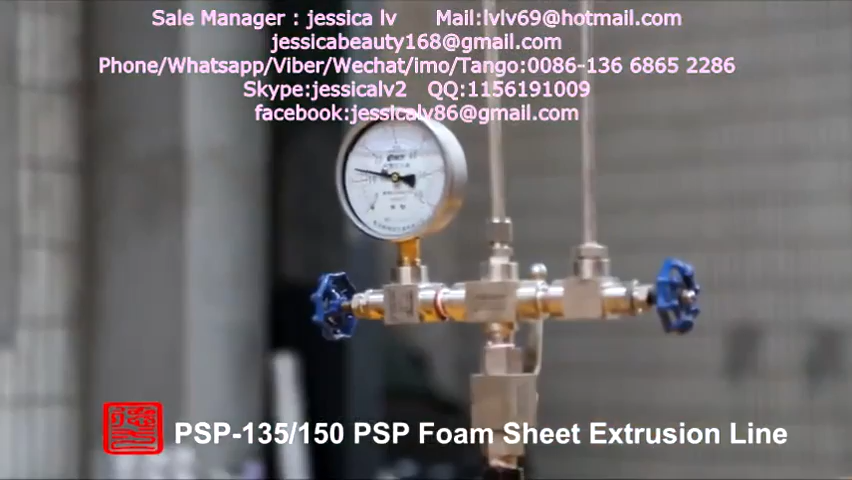 Sale Manager : jessica lv Mail:lvlv69@hotmail.com
jessicabeauty168@gmail.com
Phone/Whatsapp/Viber/Wechat/imo/Tango:0086-136 6865 2286
Skype:jessicalv2 QQ:1156191009
facebook:jessicalv86@gmail.com
PSP-135/150 PSP Foam Sheet Extrusion Line